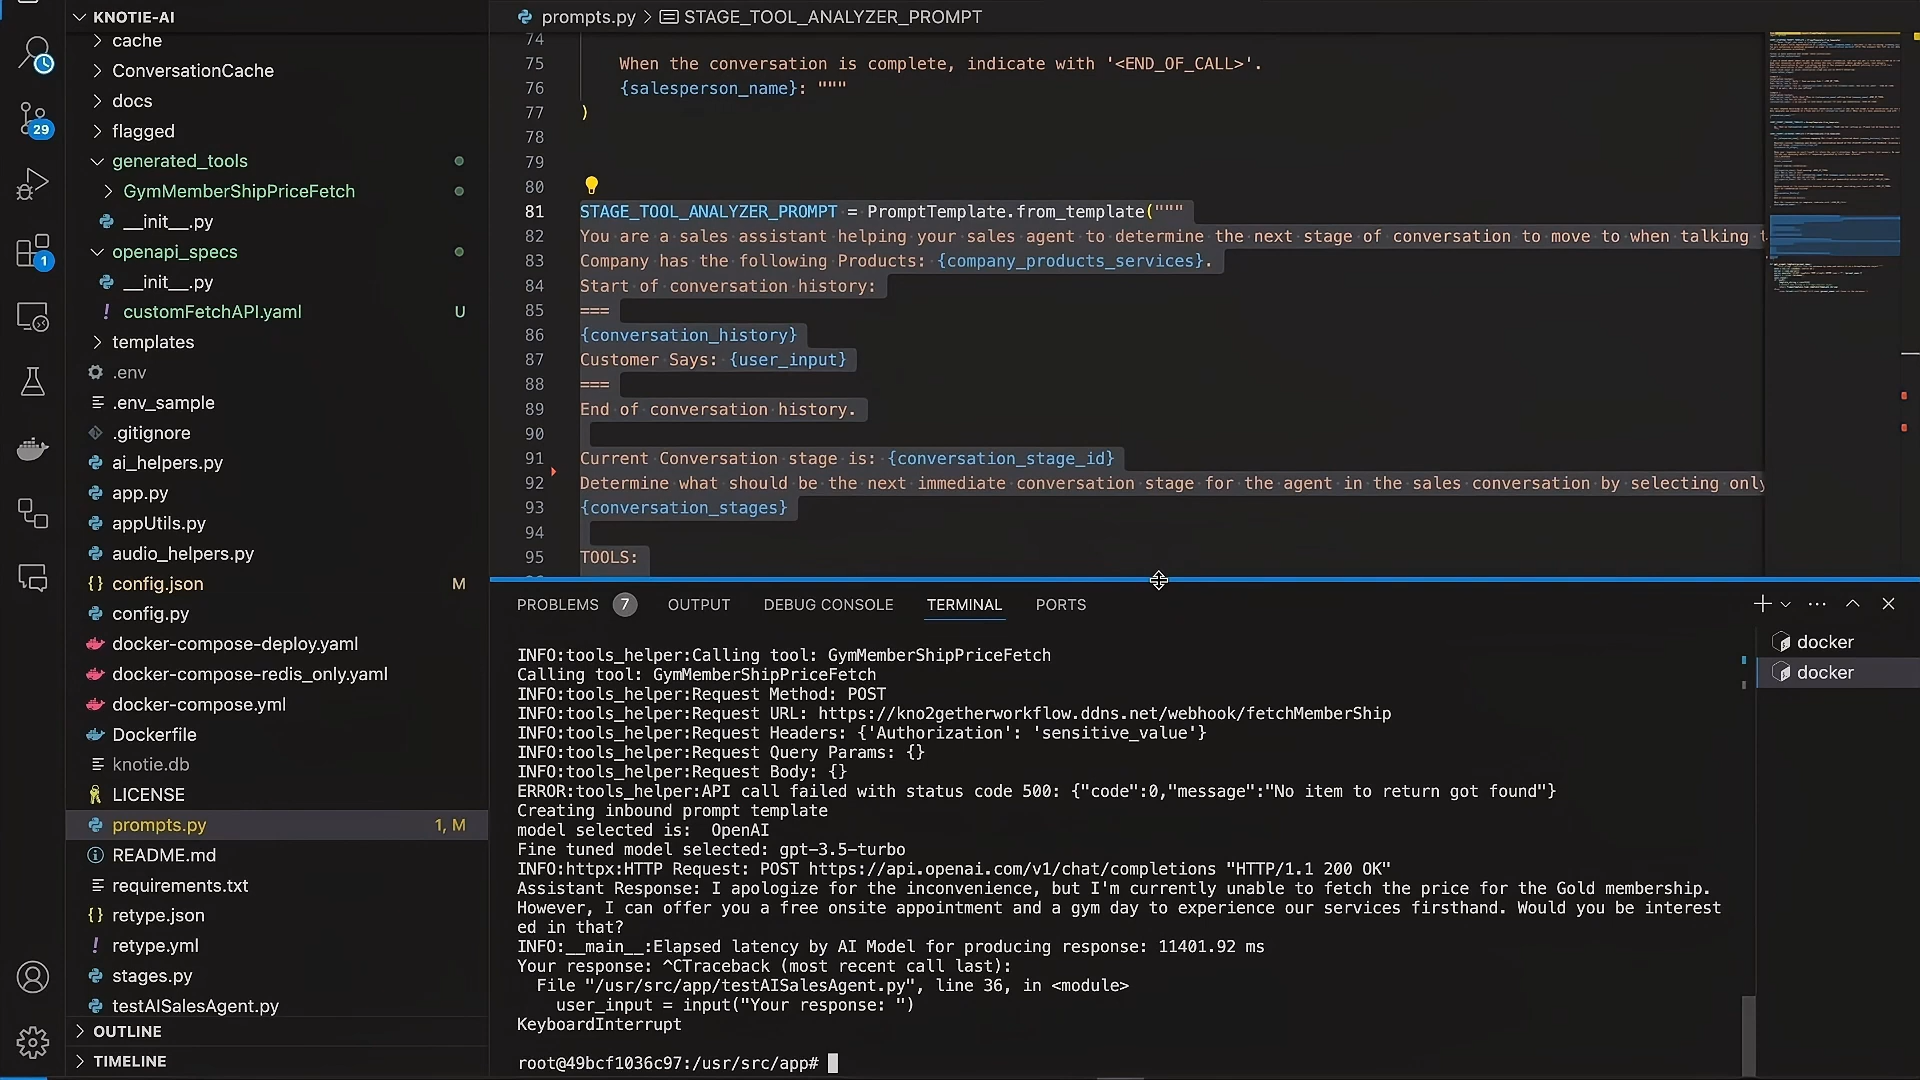 KNOTIE-AI
cache
ConversationCache
docs
flagged
generated_tools
GymMemberShipPriceFetch
__init__.py
openapi_specs
__init__.py
customFetchAPI.yaml U
templates
.env
.env_sample
.gitignore
ai_helpers.py
app.py
appUtils.py
audio_helpers.py
config.json M
config.py
docker-compose-deploy.yaml
docker-compose-redis_only.yaml
docker-compose.yml
Dockerfile
knotie.db
LICENSE
prompts.py 1, M
README.md
requirements.txt
retype.json
retype.yml
stages.py
testAISalesAgent.py
OUTLINE
TIMELINE
29
1
prompts.py > STAGE_TOOL_ANALYZER_PROMPT
74
75 When the conversation is complete, indicate with '<END_OF_CALL>'.
76 {salesperson_name}: """
77 )
78
79
80
81 STAGE_TOOL_ANALYZER_PROMPT = PromptTemplate.from_template("""
82 You are a sales assistant helping your sales agent to determine the next stage of conversation to move to when talking
83 Company has the following Products: {company_products_services}.
84 Start of conversation history:
85 ===
86 {conversation_history}
87 Customer Says: {user_input}
88 ===
89 End of conversation history.
90
91 Current Conversation stage is: {conversation_stage_id}
92 Determine what should be the next immediate conversation stage for the agent in the sales conversation by selecting only
93 {conversation_stages}
94
95 TOOLS:
PROBLEMS 7 OUTPUT DEBUG CONSOLE TERMINAL PORTS
docker
docker
INFO:tools_helper:Calling tool: GymMemberShipPriceFetch
Calling tool: GymMemberShipPriceFetch
INFO:tools_helper:Request Method: POST
INFO:tools_helper:Request URL: https://kno2getherworkflow.ddns.net/webhook/fetchMemberShip
INFO:tools_helper:Request Headers: {'Authorization': 'sensitive_value'}
INFO:tools_helper:Request Query Params: {}
INFO:tools_helper:Request Body: {}
ERROR:tools_helper:API call failed with status code 500: {"code":0,"message":"No item to return got found"}
Creating inbound prompt template
model selected is:  OpenAI
Fine tuned model selected: gpt-3.5-turbo
INFO:httpx:HTTP Request: POST https://api.openai.com/v1/chat/completions "HTTP/1.1 200 OK"
Assistant Response: I apologize for the inconvenience, but I'm currently unable to fetch the price for the Gold membership.
However, I can offer you a free onsite appointment and a gym day to experience our services firsthand. Would you be interest
ed in that?
INFO:__main__:Elapsed latency by AI Model for producing response: 11401.92 ms
Your response: ^CTraceback (most recent call last):
File "/usr/src/app/testAISalesAgent.py", line 36, in <module>
user_input = input("Your response: ")
KeyboardInterrupt
root@49bcf1036c97:/usr/src/app#